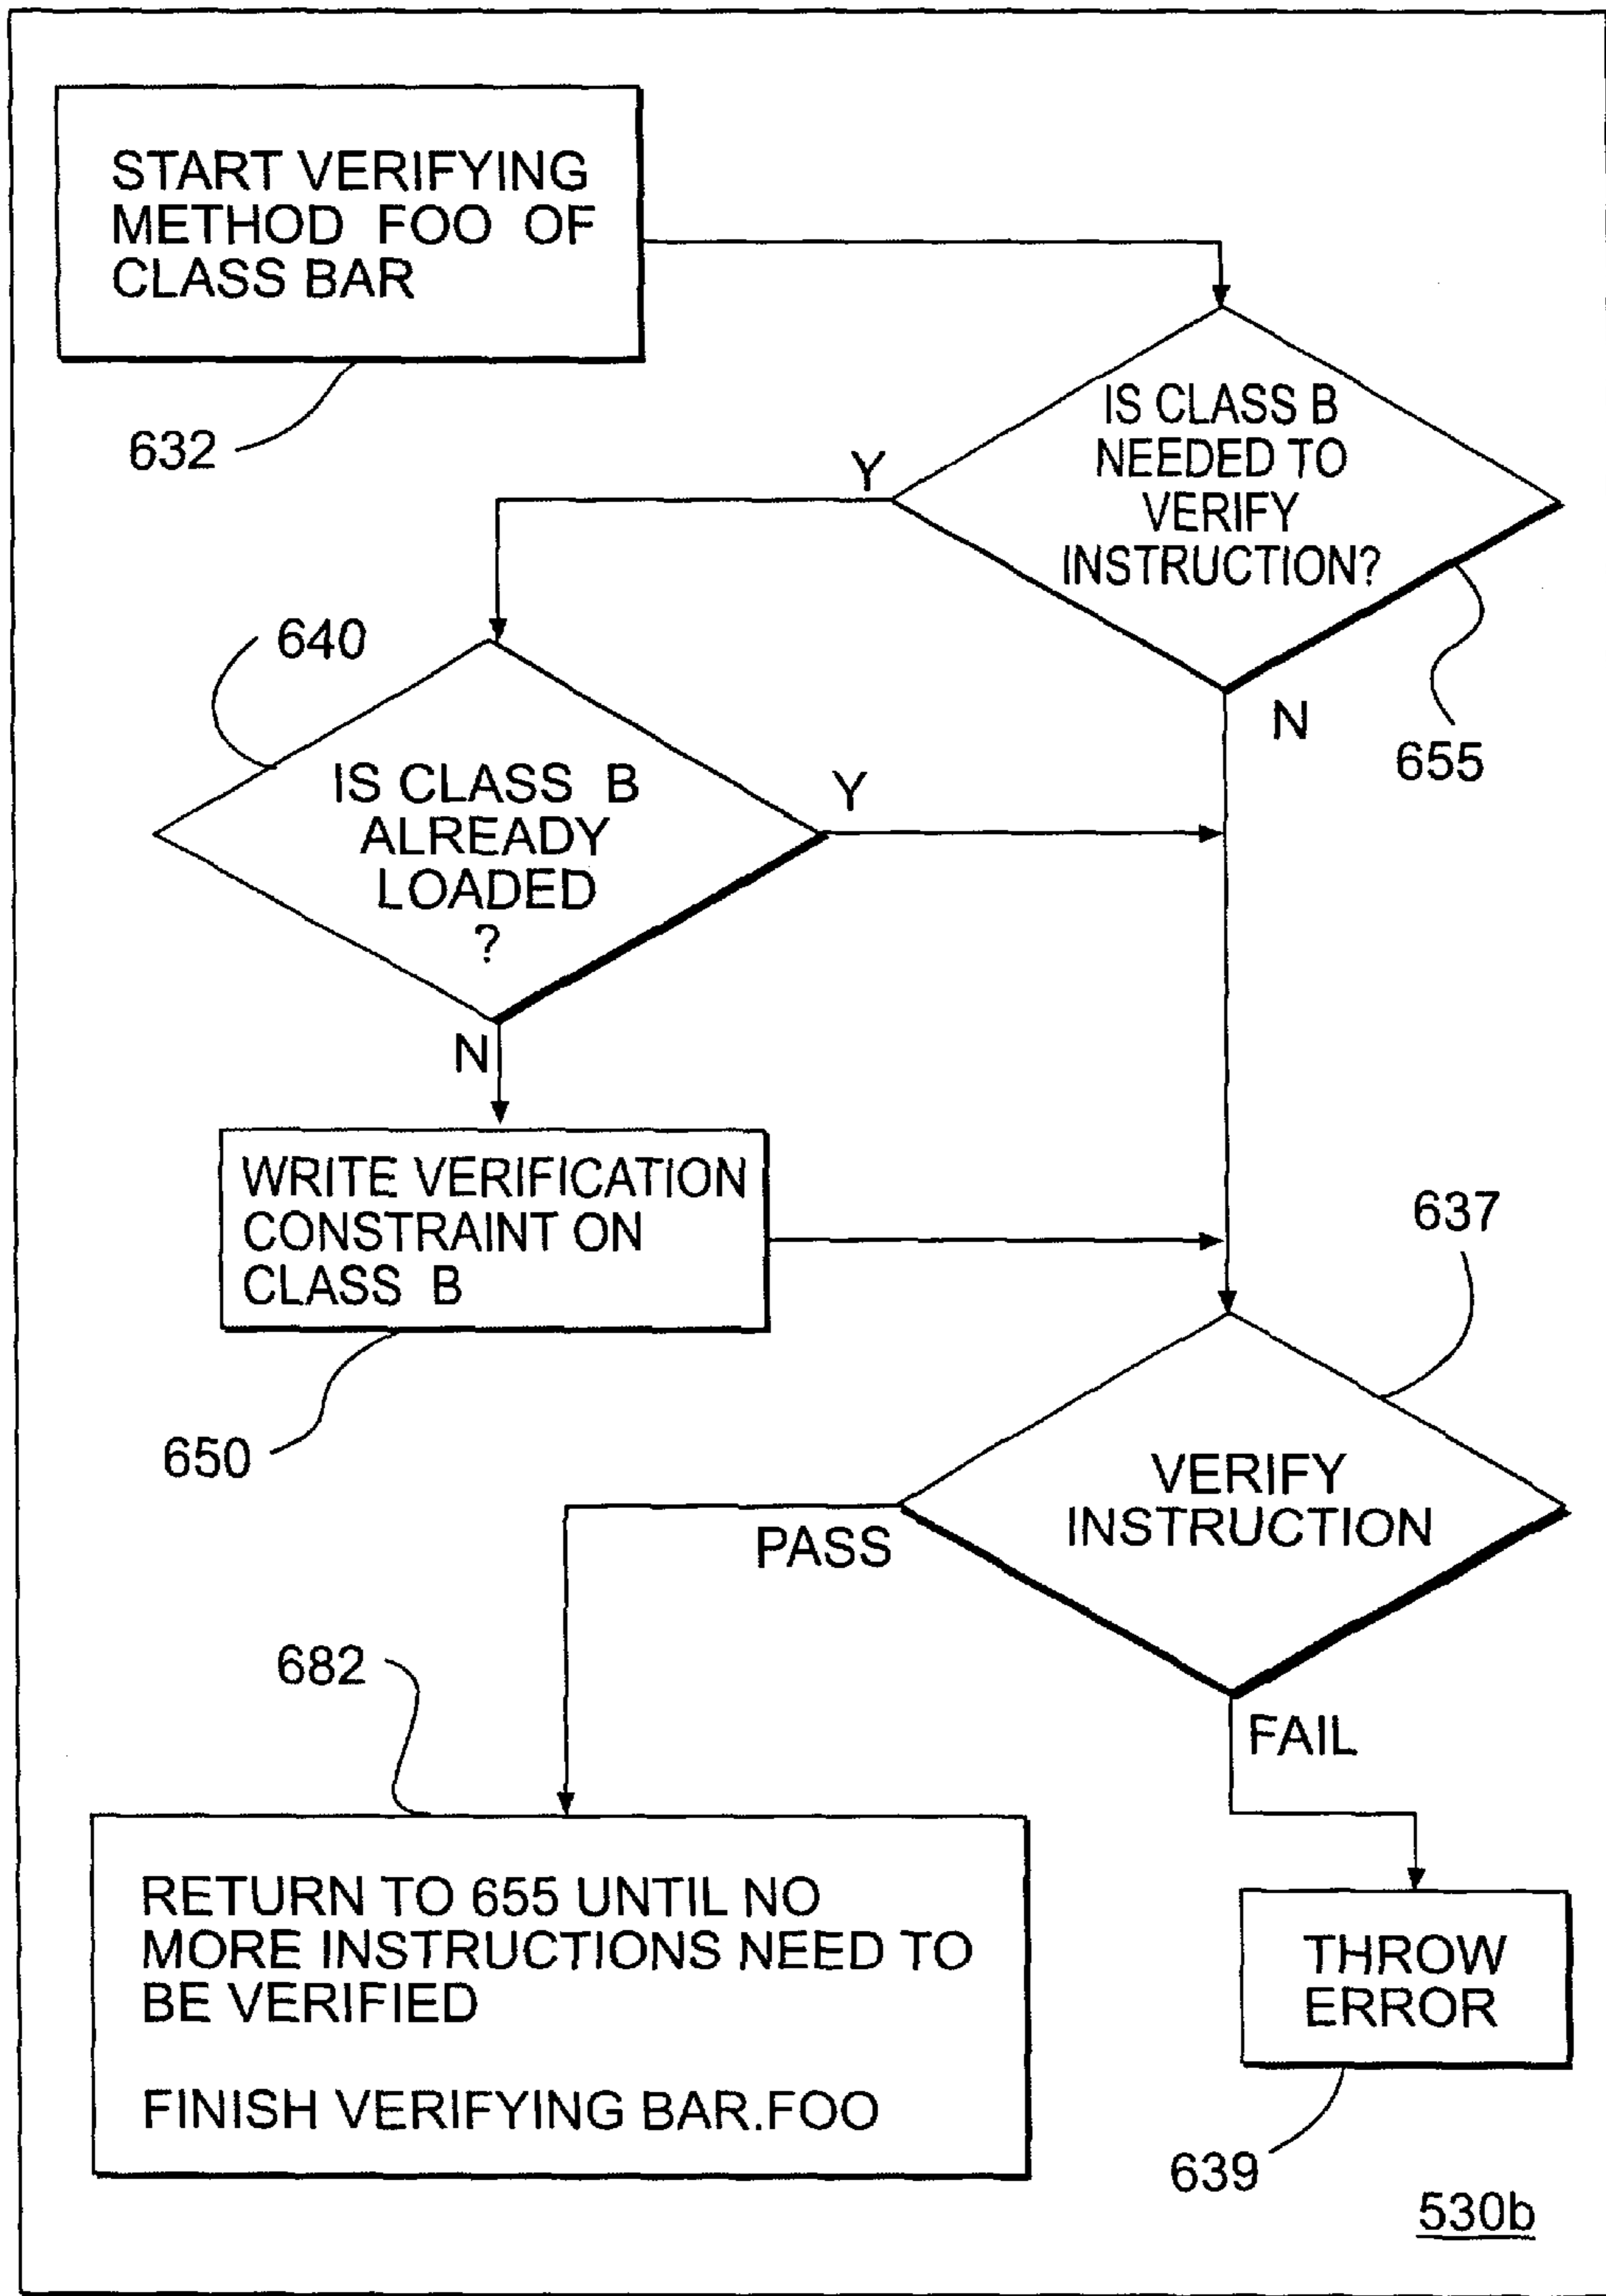 START VERIFYING
METHOD FOO OF
CLASS BAR
632
IS CLASS B
NEEDED TO
VERIFY
INSTRUCTION?
Y
N
655
640
IS CLASS B
ALREADY
LOADED
?
Y
N
WRITE VERIFICATION
CONSTRAINT ON
CLASS B
650
637
VERIFY
INSTRUCTION
PASS
FAIL
682
RETURN TO 655 UNTIL NO
MORE INSTRUCTIONS NEED TO
BE VERIFIED
FINISH VERIFYING BAR.FOO
THROW
ERROR
639
530b